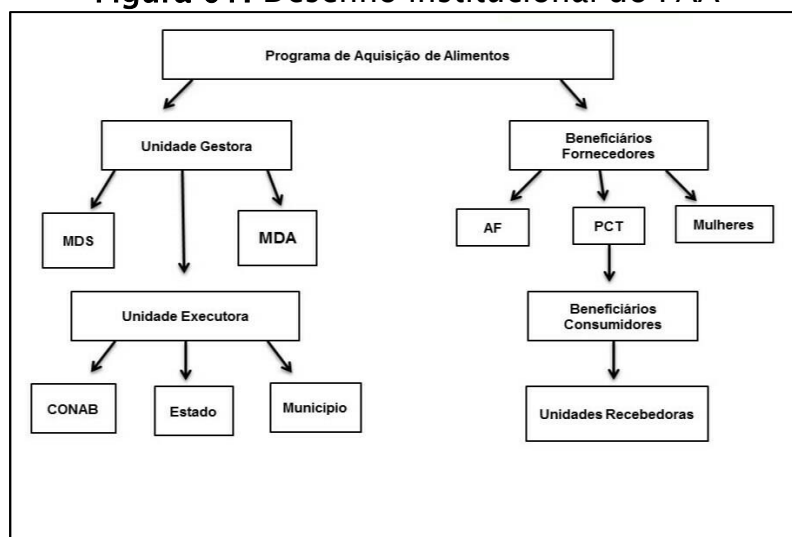 Figura 01: Desenho institucional do PAA
Programa de Aquisição de Alimentos
Unidade Gestora
Beneficiários
Fornecedores
MDS
MDA
AF
PCT
Mulheres
Unidade Executora
Beneficiários
Consumidores
CONAB
Estado
Município
Unidades Recebedoras